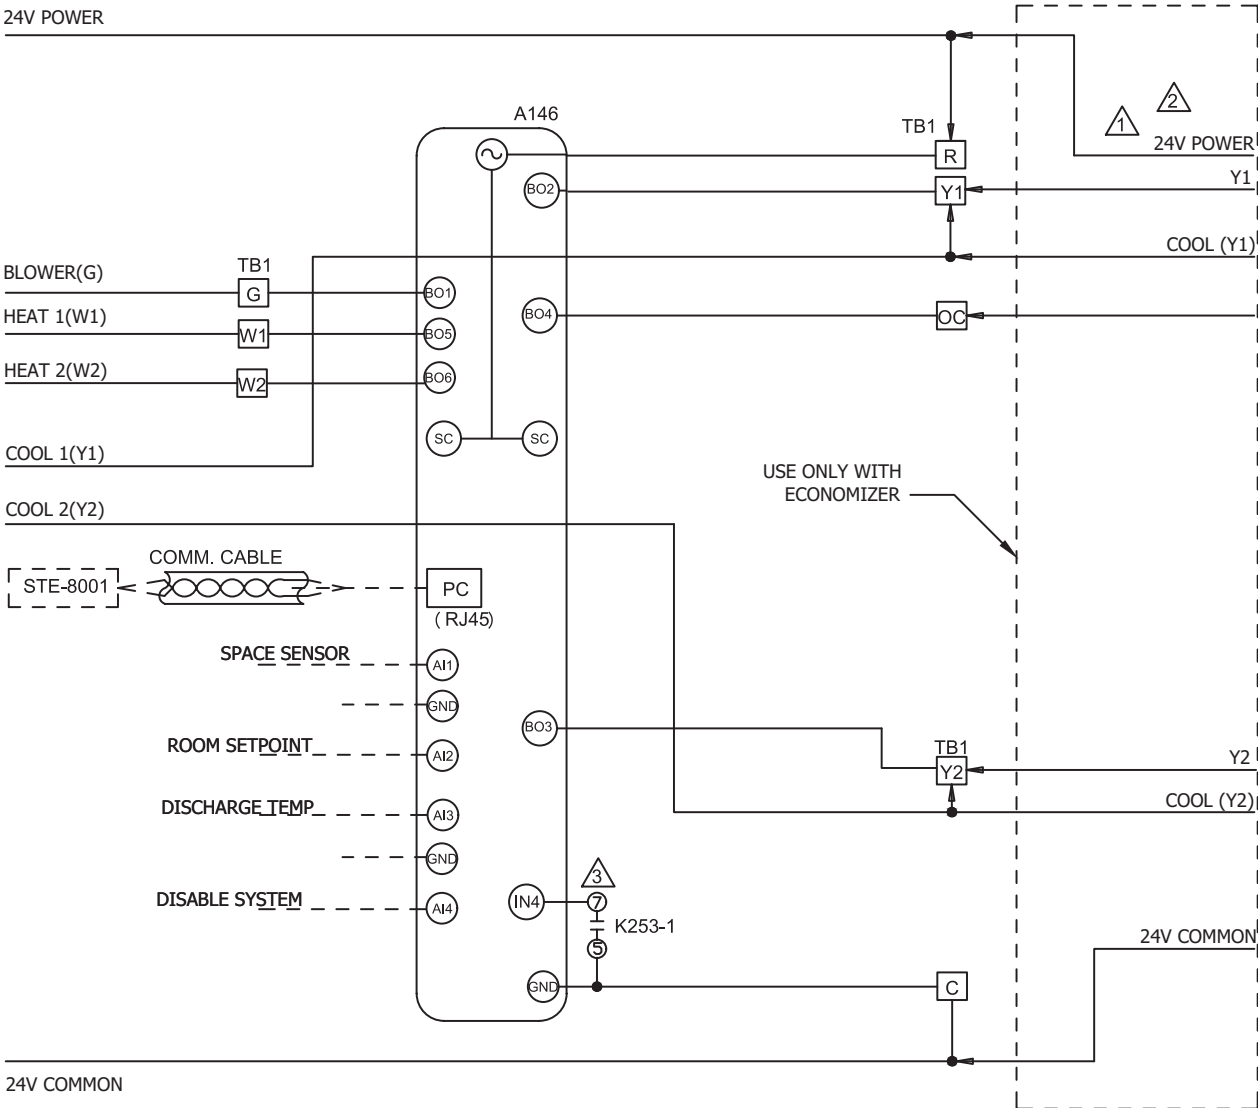 24V POWER
A146
2
1
TB1
24V POWER
R
BO2
Y1
Y1
COOL (Y1)
BLOWER(G)
TB1
G
BO1
HEAT 1(W1)
W1
BO5
BO4
OC
HEAT 2(W2)
W2
BO6
SC
SC
COOL 1(Y1)
USE ONLY WITH
ECONOMIZER
COOL 2(Y2)
COMM. CABLE
STE-8001
PC
( RJ45)
SPACE SENSOR
AI1
GND
BO3
ROOM SETPOINT
AI2
TB1
Y2
Y2
DISCHARGE TEMP
AI3
COOL (Y2)
GND
3
DISABLE SYSTEM
AI4
IN4
7
K253-1
5
24V COMMON
GND
C
24V COMMON